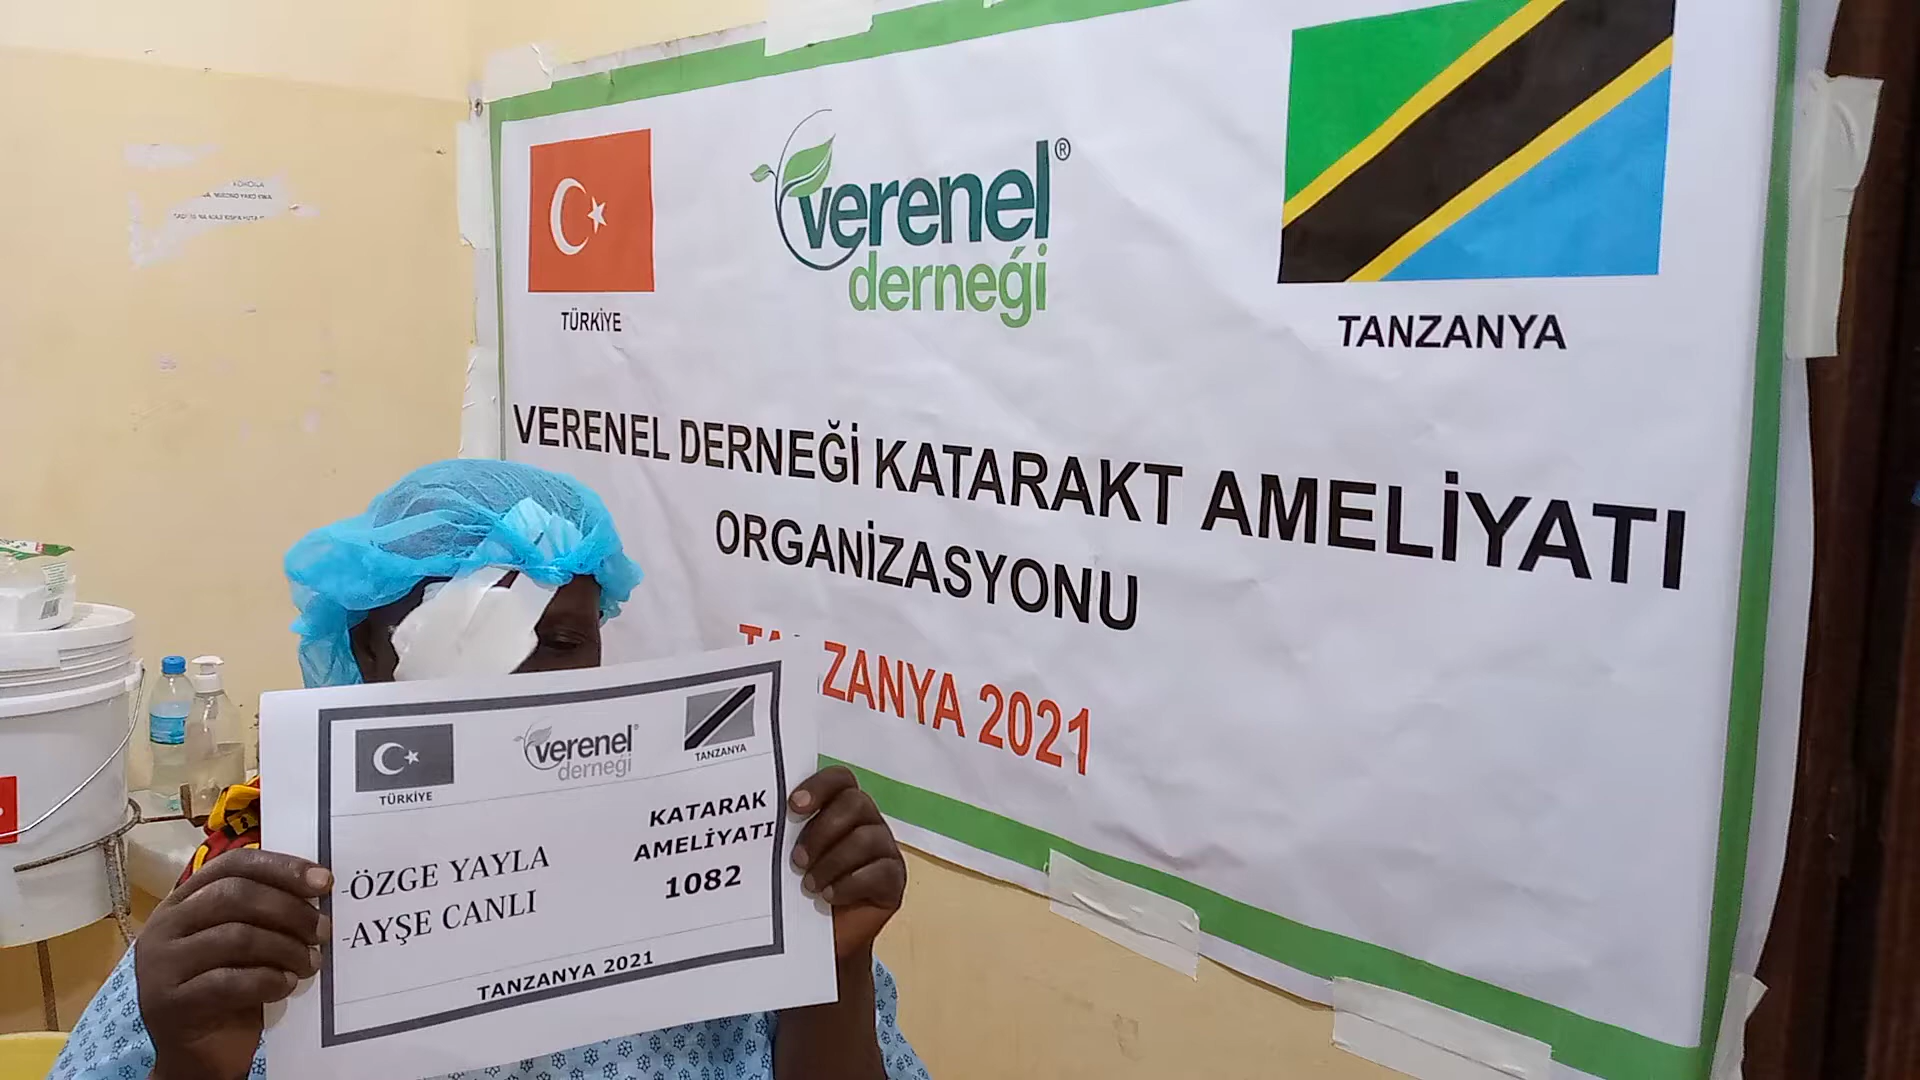 verenel®
derneği
TÜRKİYE
TANZANYA
VERENEL DERNEĞİ KATARAKT AMELİYATI
ORGANİZASYONU
ZANYA 2021
verenel®
derneği
TÜRKİYE
TANZANYA
KATARAK
AMELİYATI
1082
-ÖZGE YAYLA
-AYŞE CANLI
TANZANYA 2021